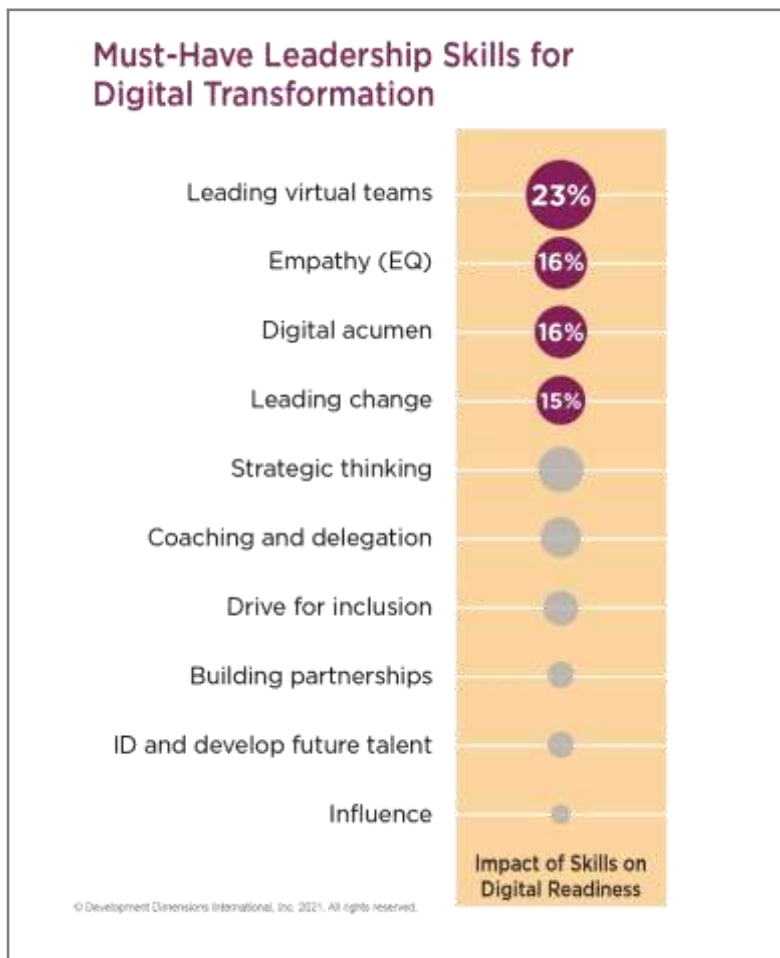 Must-Have Leadership Skills for
Digital Transformation
Leading virtual teams 23%
Empathy (EQ) 16%
Digital acumen 16%
Leading change 15%
Strategic thinking
Coaching and delegation
Drive for inclusion
Building partnerships
ID and develop future talent
Influence
Impact of Skills on
Digital Readiness
© Development Dimensions International, Inc. 2021. All rights reserved.